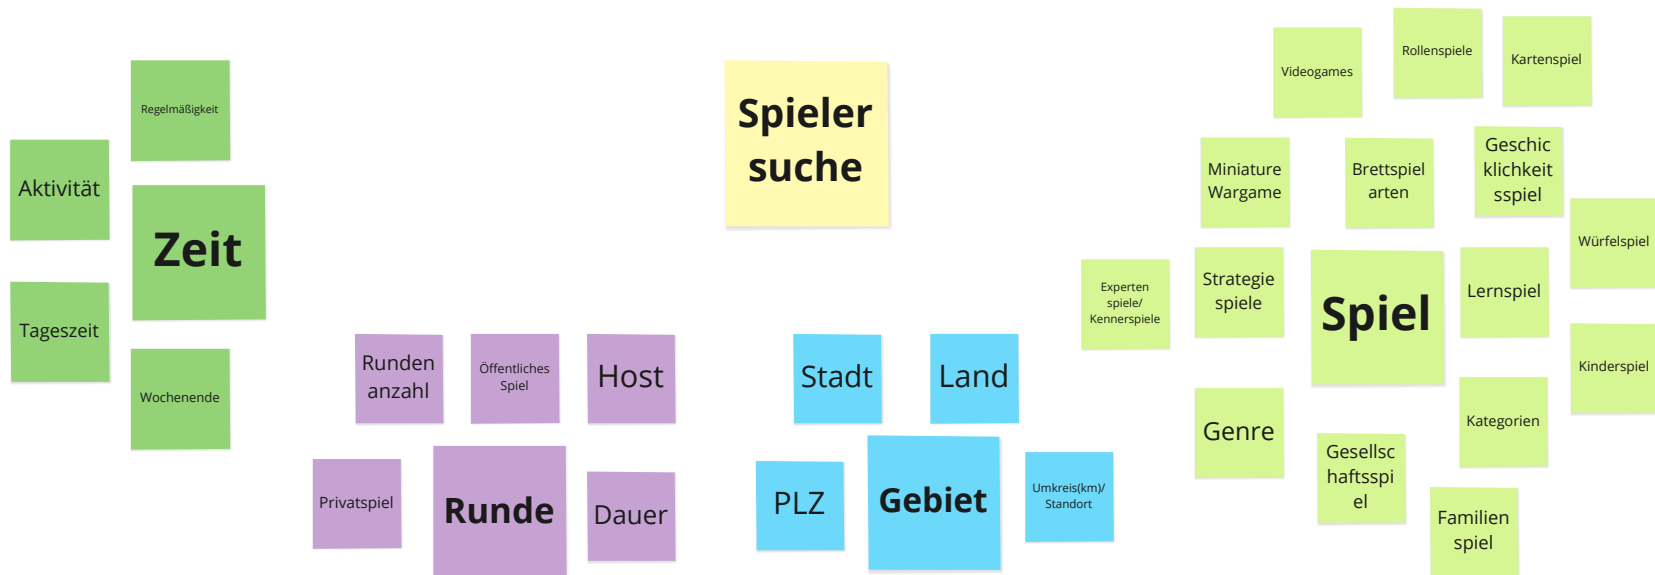 Regelmäßigkeit
Aktivität
Zeit
Tageszeit
Wochenende
Spieler
suche
Runden
anzahl
Öffentliches
Spiel
Host
Privatspiel
Runde
Dauer
Stadt
Land
PLZ
Gebiet
Umkreis(km)/
Standort
Videogames
Rollenspiele
Kartenspiel
Miniature
Wargame
Brettspiel
arten
Geschic
klichkeit
sspiel
Würfelspiel
Experten
spiele/
Kennerspiele
Strategie
spiele
Spiel
Lernspiel
Kinderspiel
Genre
Gesellsc
haftsspi
el
Kategorien
Familien
spiel